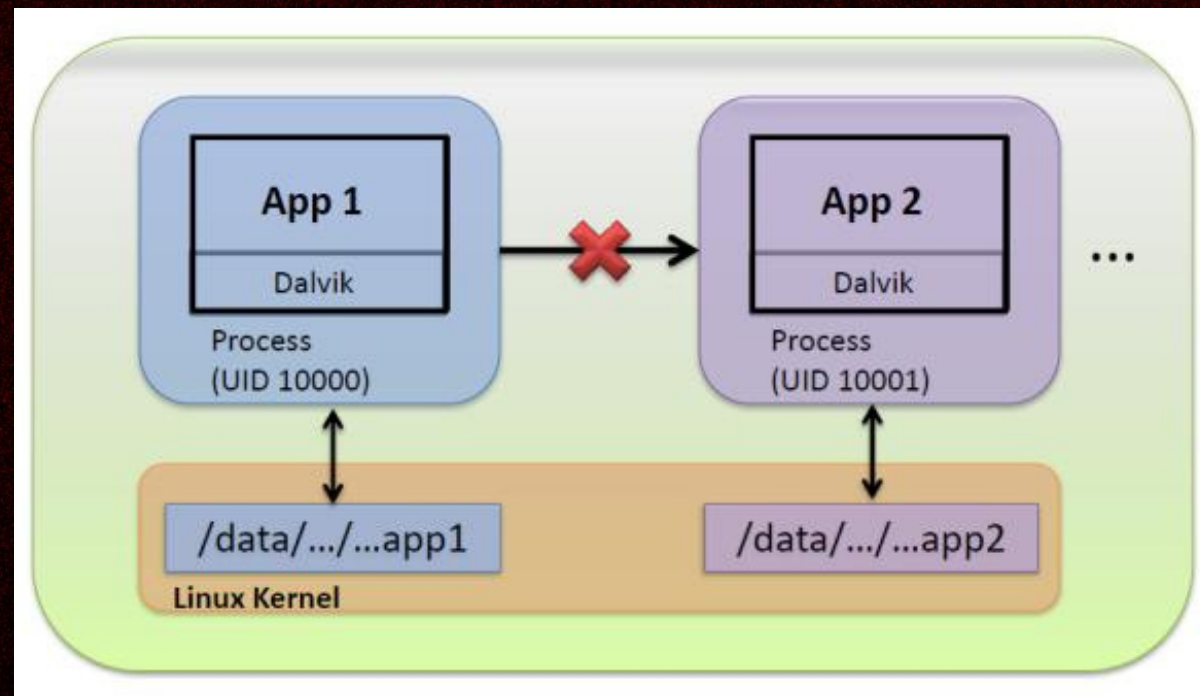 App 1
Dalvik
Process
(UID 10000)
App 2
Dalvik
Process
(UID 10001)
...
/data/.../...app1
/data/.../...app2
Linux Kernel